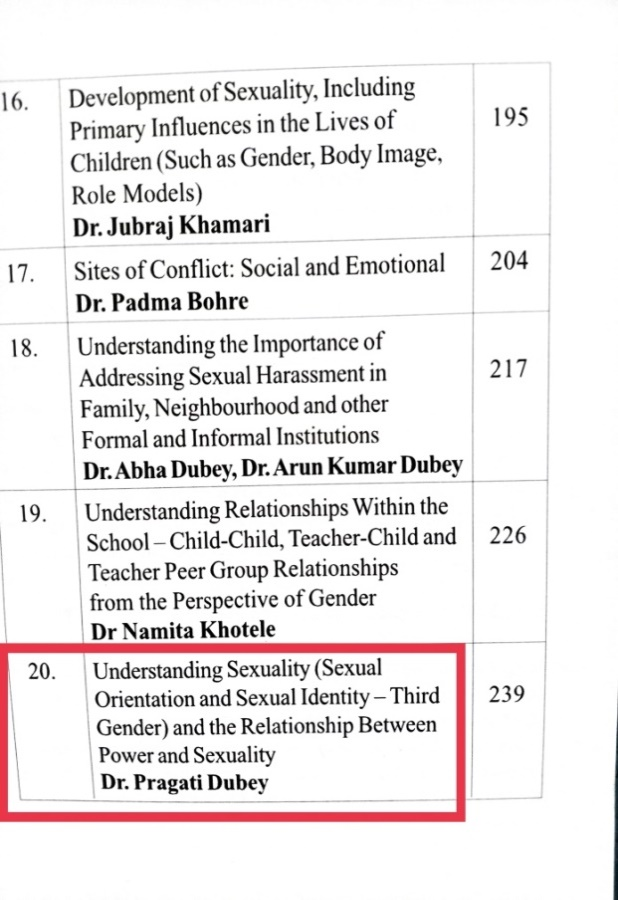 16. Development of Sexuality, Including 195
Primary Influences in the Lives of
Children (Such as Gender, Body Image,
Role Models)
Dr. Jubraj Khamari
17. Sites of Conflict: Social and Emotional 204
Dr. Padma Bohre
18. Understanding the Importance of 217
Addressing Sexual Harassment in
Family, Neighbourhood and other
Formal and Informal Institutions
Dr. Abha Dubey, Dr. Arun Kumar Dubey
19. Understanding Relationships Within the 226
School – Child-Child, Teacher-Child and
Teacher Peer Group Relationships
from the Perspective of Gender
Dr Namita Khotele
20. Understanding Sexuality (Sexual 239
Orientation and Sexual Identity – Third
Gender) and the Relationship Between
Power and Sexuality
Dr. Pragati Dubey